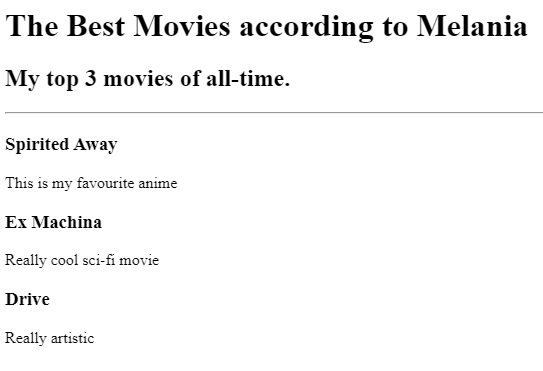 The Best Movies according to Melania
My top 3 movies of all-time.
Spirited Away
This is my favourite anime
Ex Machina
Really cool sci-fi movie
Drive
Really artistic